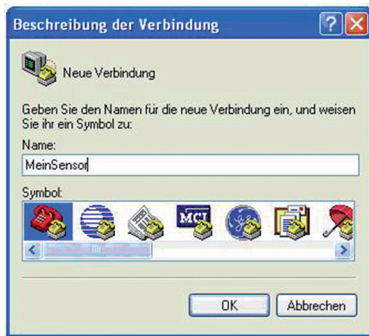 Beschreibung der Verbindung
Neue Verbindung
Geben Sie den Namen für die neue Verbindung ein, und weisen
Sie ihr ein Symbol zu:
Name:
MeinSensor
Symbol:
MCI
OK Abbrechen